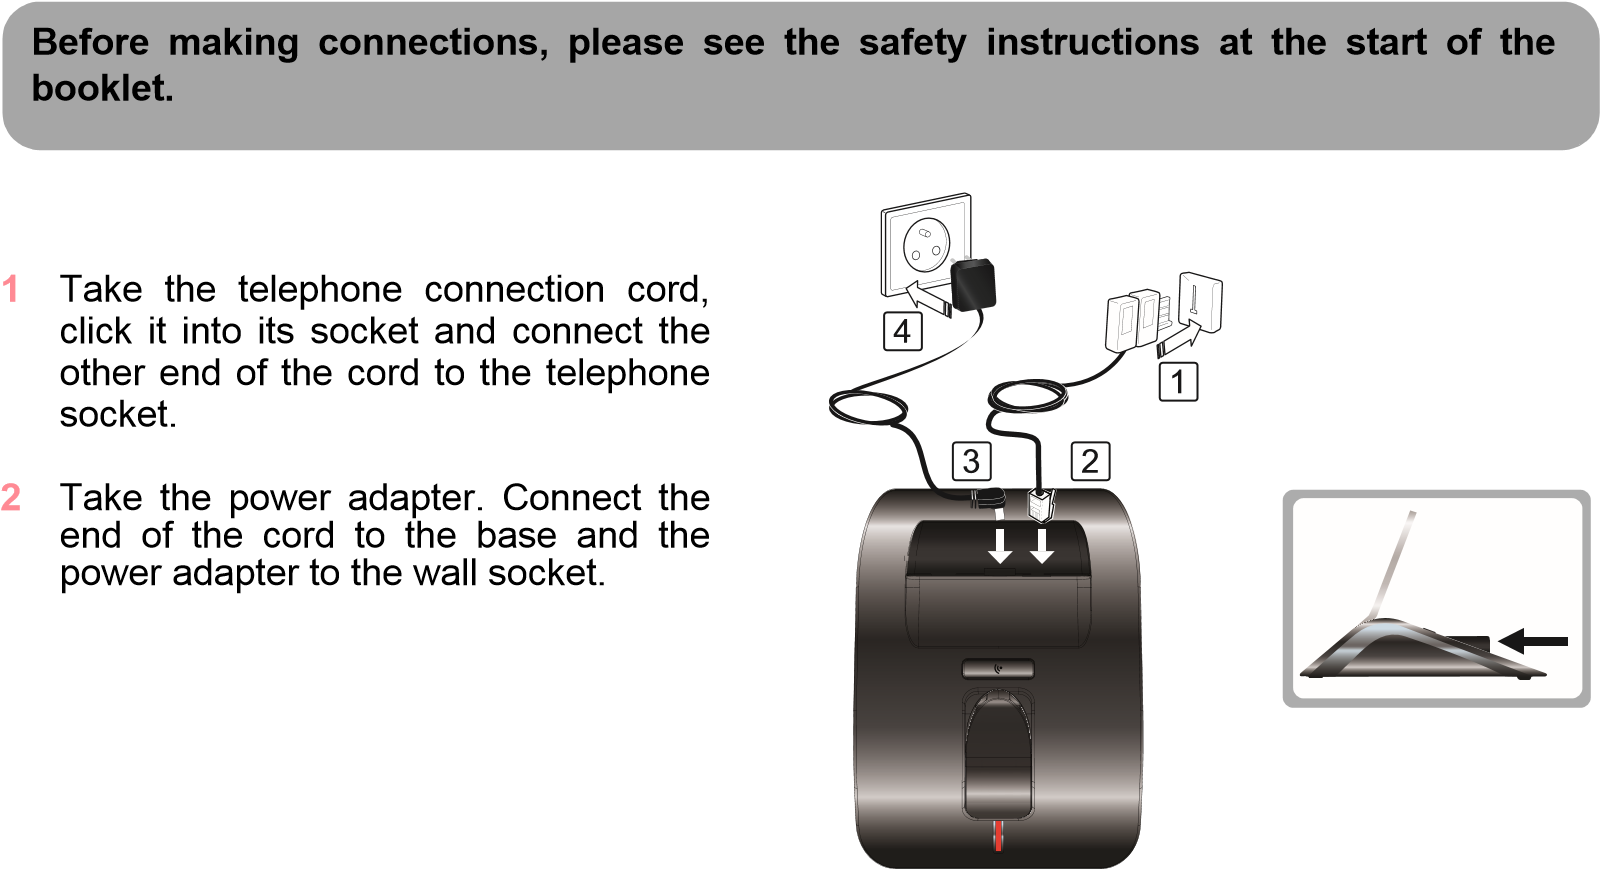 Before making connections, please see the safety instructions at the start of the
booklet.
1 Take the telephone connection cord,
click it into its socket and connect the
other end of the cord to the telephone
socket.
2 Take the power adapter. Connect the
end of the cord to the base and the
power adapter to the wall socket.
4
1
3
2